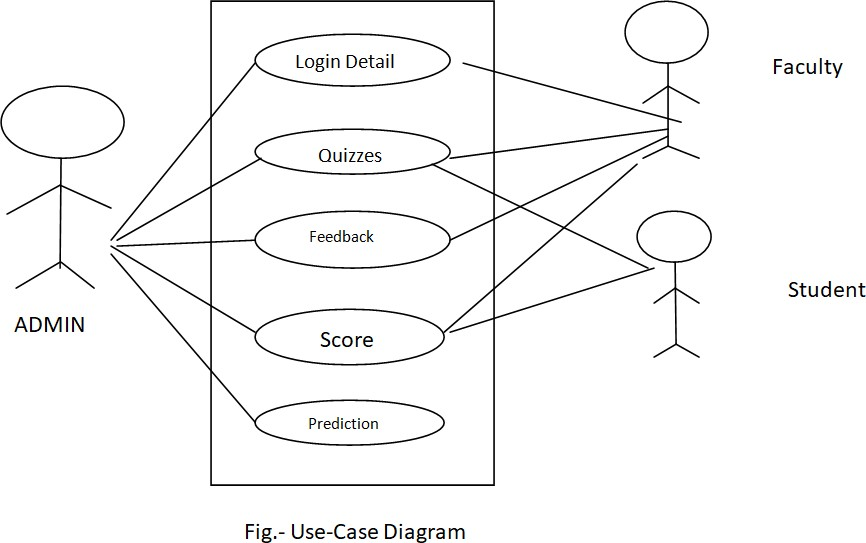 Login Detail
Faculty
Quizzes
Feedback
Student
ADMIN
Score
Prediction
Fig.- Use-Case Diagram